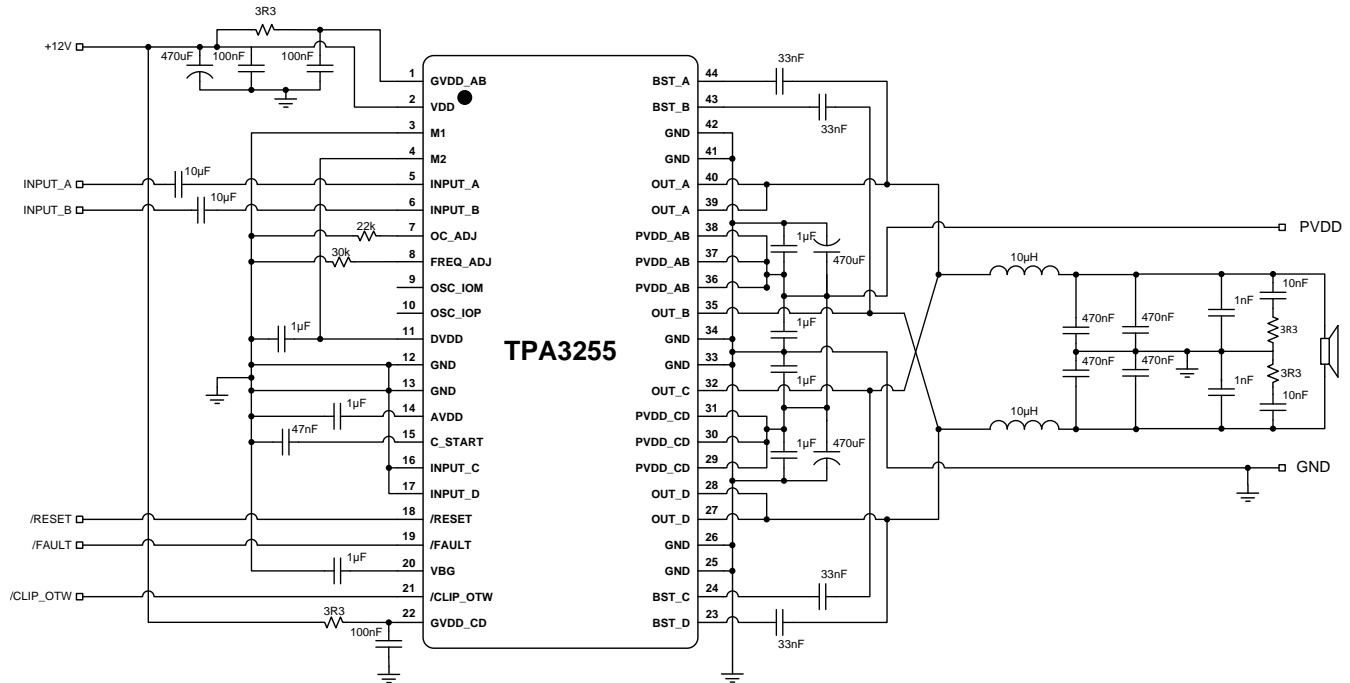 3R3
+12V
470uF
100nF
100nF
1
GVDD_AB
2
VDD
3
M1
4
M2
INPUT_A
10µF
5
INPUT_A
INPUT_B
10µF
6
INPUT_B
22k
7
OC_ADJ
30k
8
FREQ_ADJ
9
OSC_IOM
10
OSC_IOP
1µF
11
DVDD
12
GND
13
GND
1µF
14
AVDD
47nF
15
C_START
16
INPUT_C
17
INPUT_D
/RESET
18
/RESET
/FAULT
19
/FAULT
1µF
20
VBG
/CLIP_OTW
21
/CLIP_OTW
3R3
22
GVDD_CD
100nF
TPA3255
BST_A
44
33nF
BST_B
43
33nF
GND
42
GND
41
OUT_A
40
OUT_A
39
PVDD_AB
38
1µF
PVDD_AB
37
470uF
PVDD_AB
36
OUT_B
35
1µF
GND
34
GND
33
1µF
OUT_C
32
PVDD_CD
31
PVDD_CD
30
1µF
470uF
PVDD_CD
29
OUT_D
28
OUT_D
27
GND
26
GND
25
BST_C
24
33nF
BST_D
23
33nF
PVDD
10µH
10nF
1nF
470nF
470nF
3R3
470nF
470nF
3R3
1nF
10nF
10µH
GND